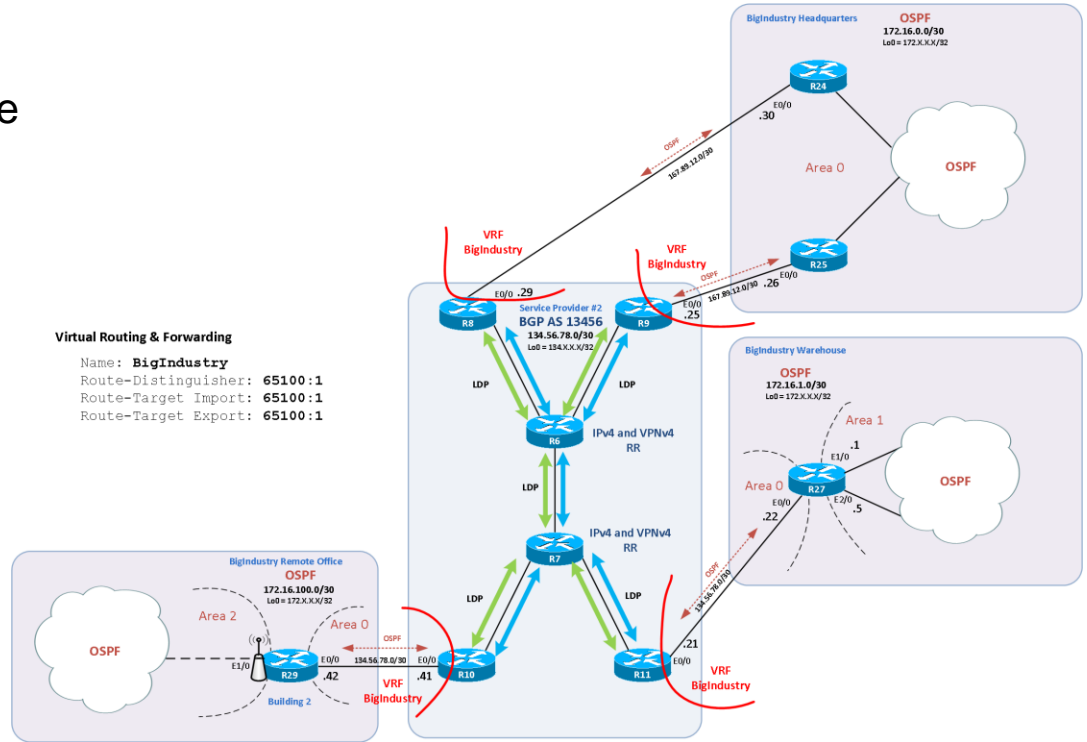 e
BigIndustry Headquarters
OSPF
172.16.0.0/30
Lo0 = 172.X.X.X/32
R24
E0/0
.30
OSPF
167.89.12.0/30
Area 0
OSPF
VRF
BigIndustry
VRF
BigIndustry
R25
E0/0
.26
OSPF
167.89.12.0/30
E0/0 .29
R8
Service Provider #2
BGP AS 13456
134.56.78.0/30
Lo0 = 134.X.X.X/32
R9
E0/0
.25
Virtual Routing & Forwarding
Name: BigIndustry
Route-Distinguisher: 65100:1
Route-Target Import: 65100:1
Route-Target Export: 65100:1
LDP
LDP
R6
IPv4 and VPNv4
RR
BigIndustry Warehouse
OSPF
172.16.1.0/30
Lo0 = 172.X.X.X/32
Area 1
.1
E1/0
Area 0
R27
E0/0
.22
E2/0
.5
OSPF
LDP
IPv4 and VPNv4
RR
R7
LDP
LDP
OSPF
134.56.78.0/30
BigIndustry Remote Office
OSPF
172.16.100.0/30
Lo0 = 172.X.X.X/32
Area 2
Area 0
OSPF
E1/0
R29
E0/0
.42
Building 2
OSPF
134.56.78.0/30
E0/0
.41
VRF
BigIndustry
R10
R11
.21
E0/0
VRF
BigIndustry